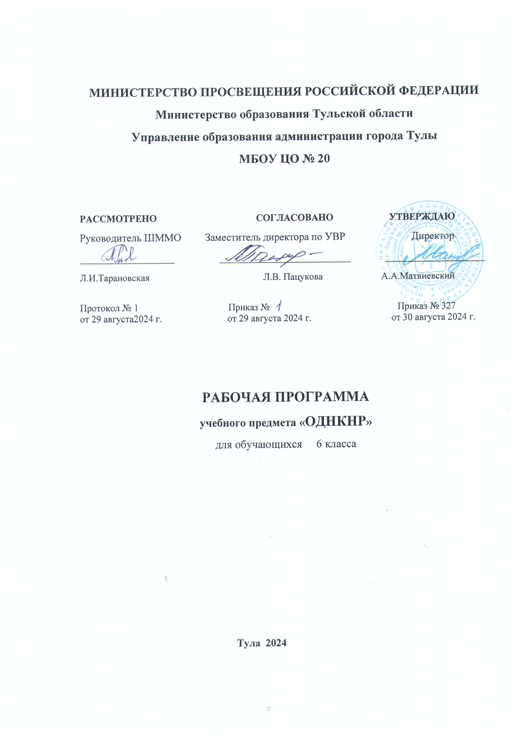 МИНИСТЕРСТВО ПРОСВЕЩЕНИЯ РОССИЙСКОЙ ФЕДЕРАЦИИ
Министерство образования Тульской области
Управление образования администрации города Тулы
МБОУ ЦО № 20
РАССМОТРЕНО СОГЛАСОВАНО УТВЕРЖДАЮ
Руководитель ШММО Заместитель директора по УВР Директор
Л.И.Тарановская Л.В. Пацукова А.А.Матвиевский
Протокол № 1 Приказ № 1 Приказ № 327
от 29 августа2024 г. от 29 августа 2024 г. от 30 августа 2024 г.
РАБОЧАЯ ПРОГРАММА
учебного предмета «ОДНКНР»
для обучающихся 6 класса
Тула 2024